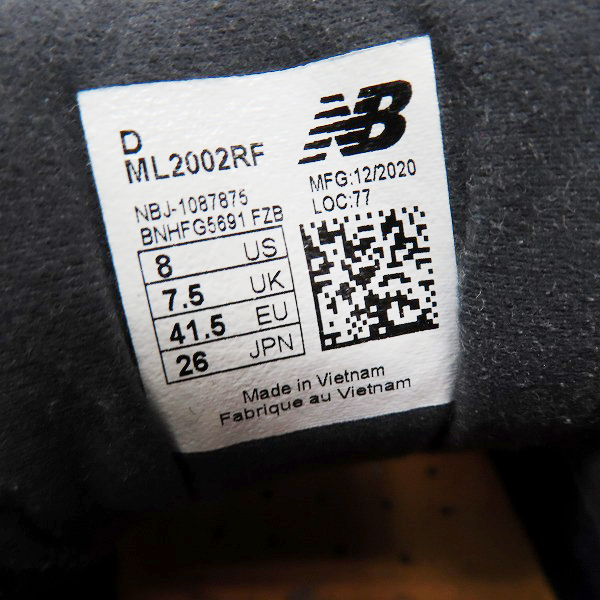 D
ML2002RF
NB
NBJ-1087875
BNHFG5691 FZB
MFG:12/2020
LOC:77
8 US
7.5 UK
41.5 EU
26 JPN
Made in Vietnam
Fabrique au Vietnam